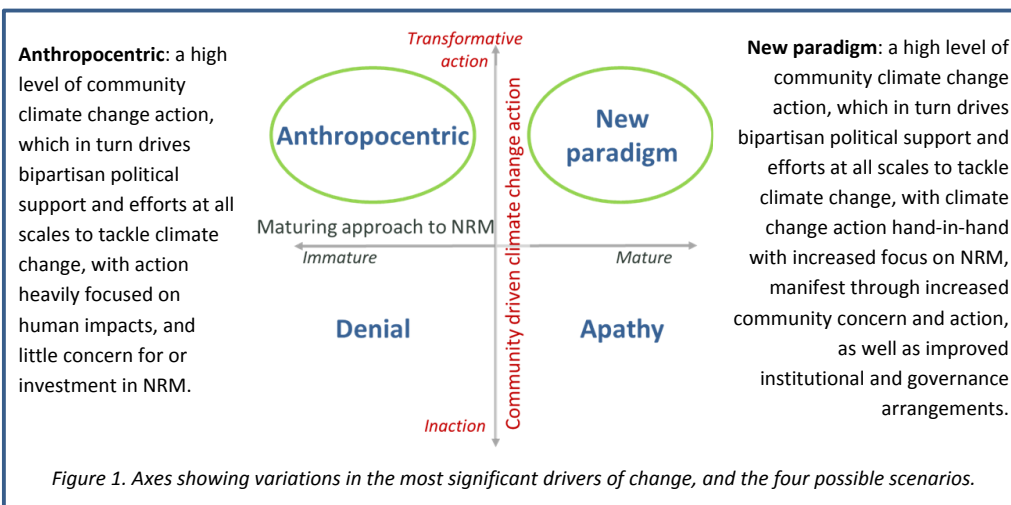 Anthropocentric: a high
level of community
climate change action,
which in turn drives
bipartisan political
support and efforts at all
scales to tackle climate
change, with action
heavily focused on
human impacts, and
little concern for or
investment in NRM.
Transformative
action
Anthropocentric
New
paradigm
Community driven climate change action
Maturing approach to NRM
Immature
Mature
Denial
Apathy
Inaction
New paradigm: a high level of
community climate change
action, which in turn drives
bipartisan political support and
efforts at all scales to tackle
climate change, with climate
change action hand-in-hand
with increased focus on NRM,
manifest through increased
community concern and action,
as well as improved
institutional and governance
arrangements.
Figure 1. Axes showing variations in the most significant drivers of change, and the four possible scenarios.